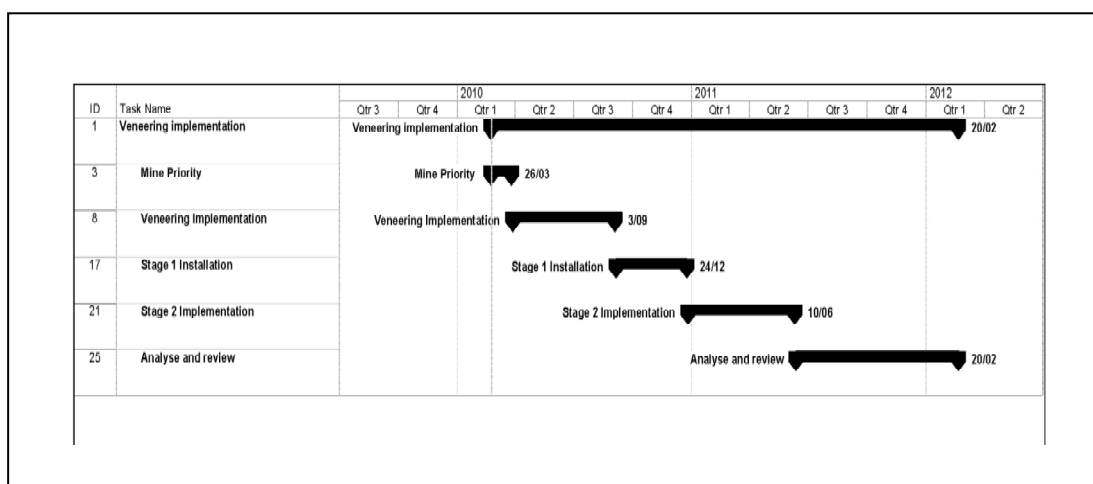 2010 2011 2012
ID Task Name Qtr 3 Qtr 4 Qtr 1 Qtr 2 Qtr 3 Qtr 4 Qtr 1 Qtr 2 Qtr 3 Qtr 4 Qtr 1 Qtr 2
1 Veneering implementation Veneering Implementation 20/02
3 Mine Priority Mine Priority 26/03
8 Veneering Implementation Veneering Implementation 3/09
17 Stage 1 Installation Stage 1 Installation 24/12
21 Stage 2 Implementation Stage 2 Implementation 10/06
25 Analyse and review Analyse and review 20/02